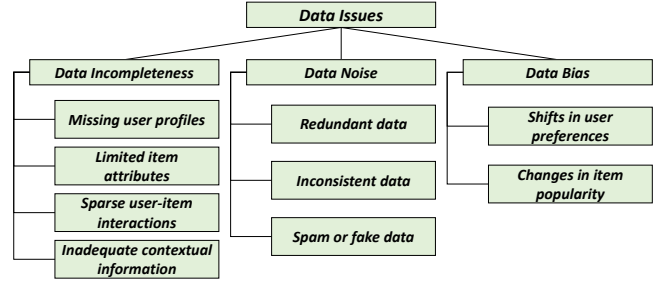 Data Issues
Data Incompleteness
Missing user profiles
Limited item
attributes
Sparse user-item
interactions
Inadequate contextual
information
Data Noise
Redundant data
Inconsistent data
Spam or fake data
Data Bias
Shifts in user
preferences
Changes in item
popularity